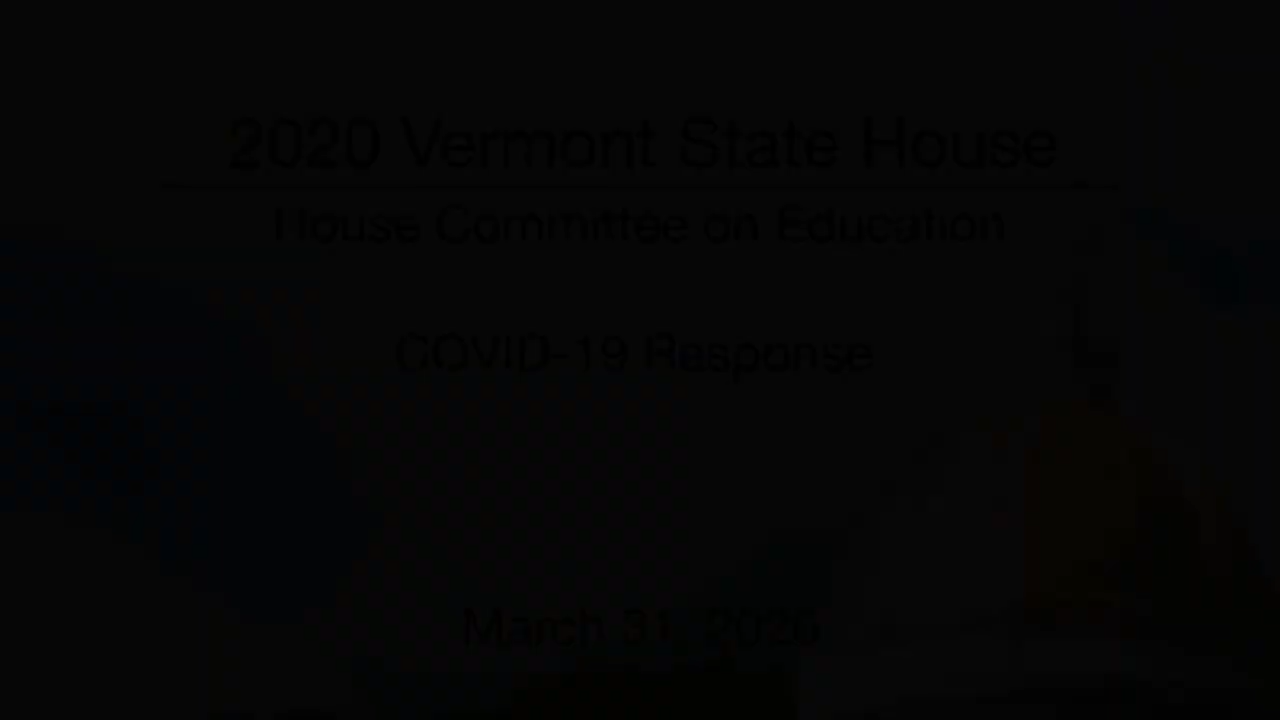 2020 Vermont State House
House Committee on Education
COVID-19 Response
March 31, 2020